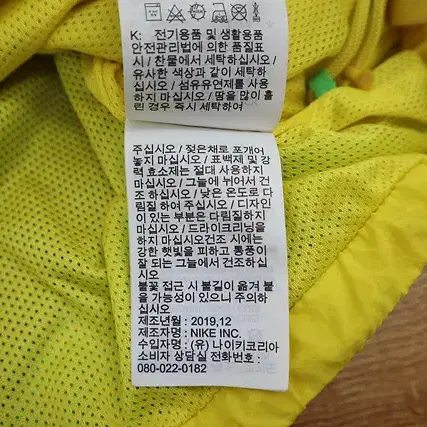 K: 전기용품 및 생활용품
안전관리법에 의한 품질표
시 / 찬물에서 세탁하십시오 /
유사한 색상과 같이 세탁하
십시오 / 섬유유연제를 사용
하지 마십시오 / 땀을 많이 흘
린 경우 즉시 세탁하여
주십시오 / 젖은채로 포개어
놓지 마십시오 / 표백제 및 강
력 효소제는 절대 사용하지
마십시오 / 그늘에 뉘어서 건
조 하십시오 / 낮은 온도로 다
림질 하여 주십시오 / 디자인
이 있는 부분은 다림질하지
마십시오 / 드라이크리닝을
하지 마십시오건조 시에는
강한 햇빛을 피하고 통풍이
잘 되는 그늘에서 건조하십
시오
불꽃 접근 시 불길이 옮겨 붙
을 가능성이 있으니 주의하
십시오
제조년월 : 2019,12
제조자명 : NIKE INC.
수입자명 : (유) 나이키코리아
소비자 상담실 전화번호 :
080-022-0182